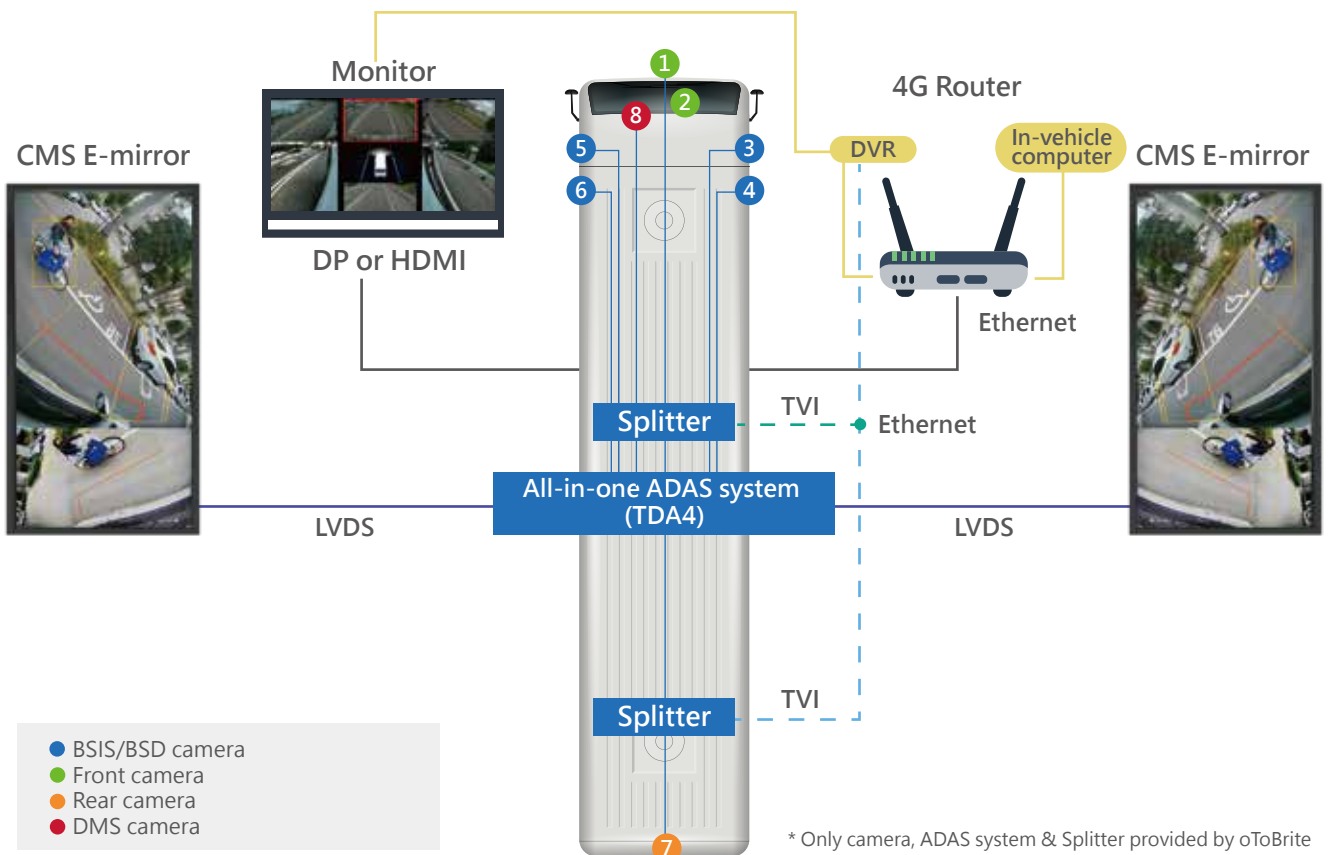 Monitor
1
4G Router
2
8
DVR
In-vehicle
computer
CMS E-mirror
5
3
CMS E-mirror
6
4
DP or HDMI
Ethernet
Splitter
TVI
Ethernet
All-in-one ADAS system
(TDA4)
LVDS
LVDS
Splitter
TVI
BSIS/BSD camera
Front camera
Rear camera
DMS camera
7
* Only camera, ADAS system & Splitter provided by oToBrite